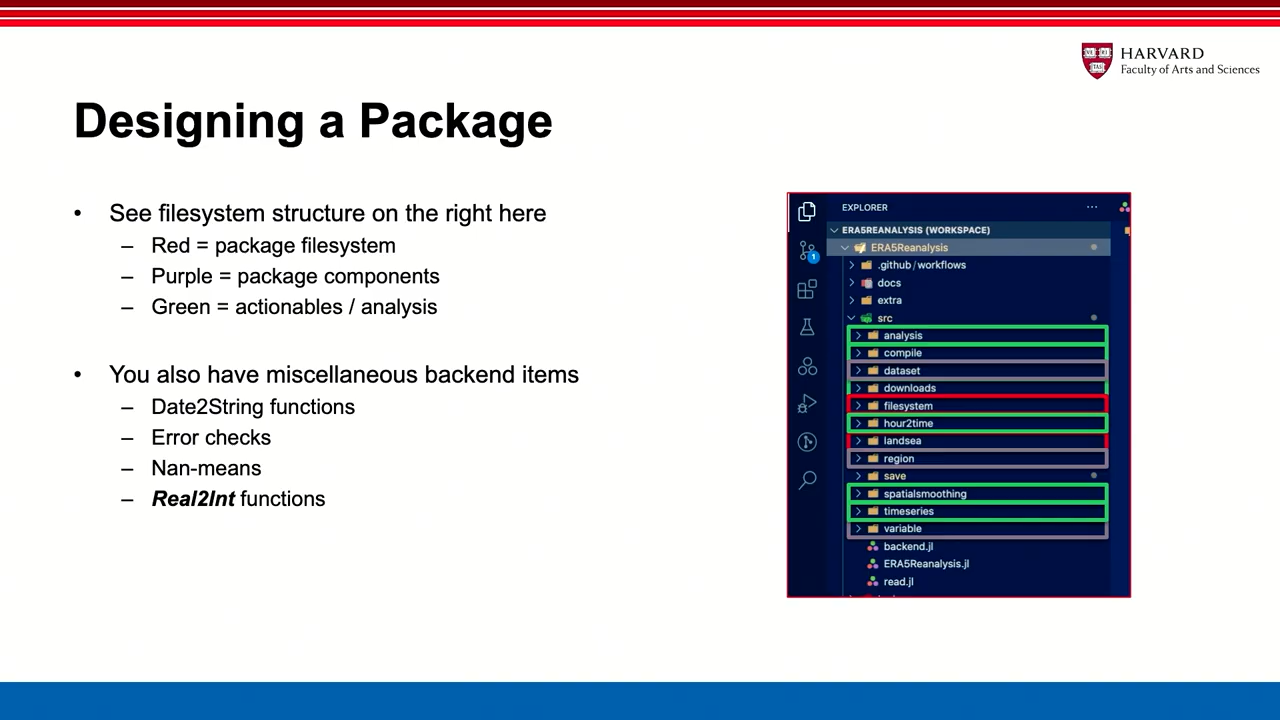 HARVARD
Faculty of Arts and Sciences
Designing a Package
• See filesystem structure on the right here
– Red = package filesystem
– Purple = package components
– Green = actionables / analysis
• You also have miscellaneous backend items
– Date2String functions
– Error checks
– Nan-means
– Real2Int functions
EXPLORER
ERA5REANALYSIS (WORKSPACE)
ERA5Reanalysis
.github/workflows
docs
extra
src
analysis
compile
dataset
downloads
filesystem
hour2time
landsea
region
save
spatialsmoothing
timeseries
variable
backend.jl
ERA5Reanalysis.jl
read.jl
1